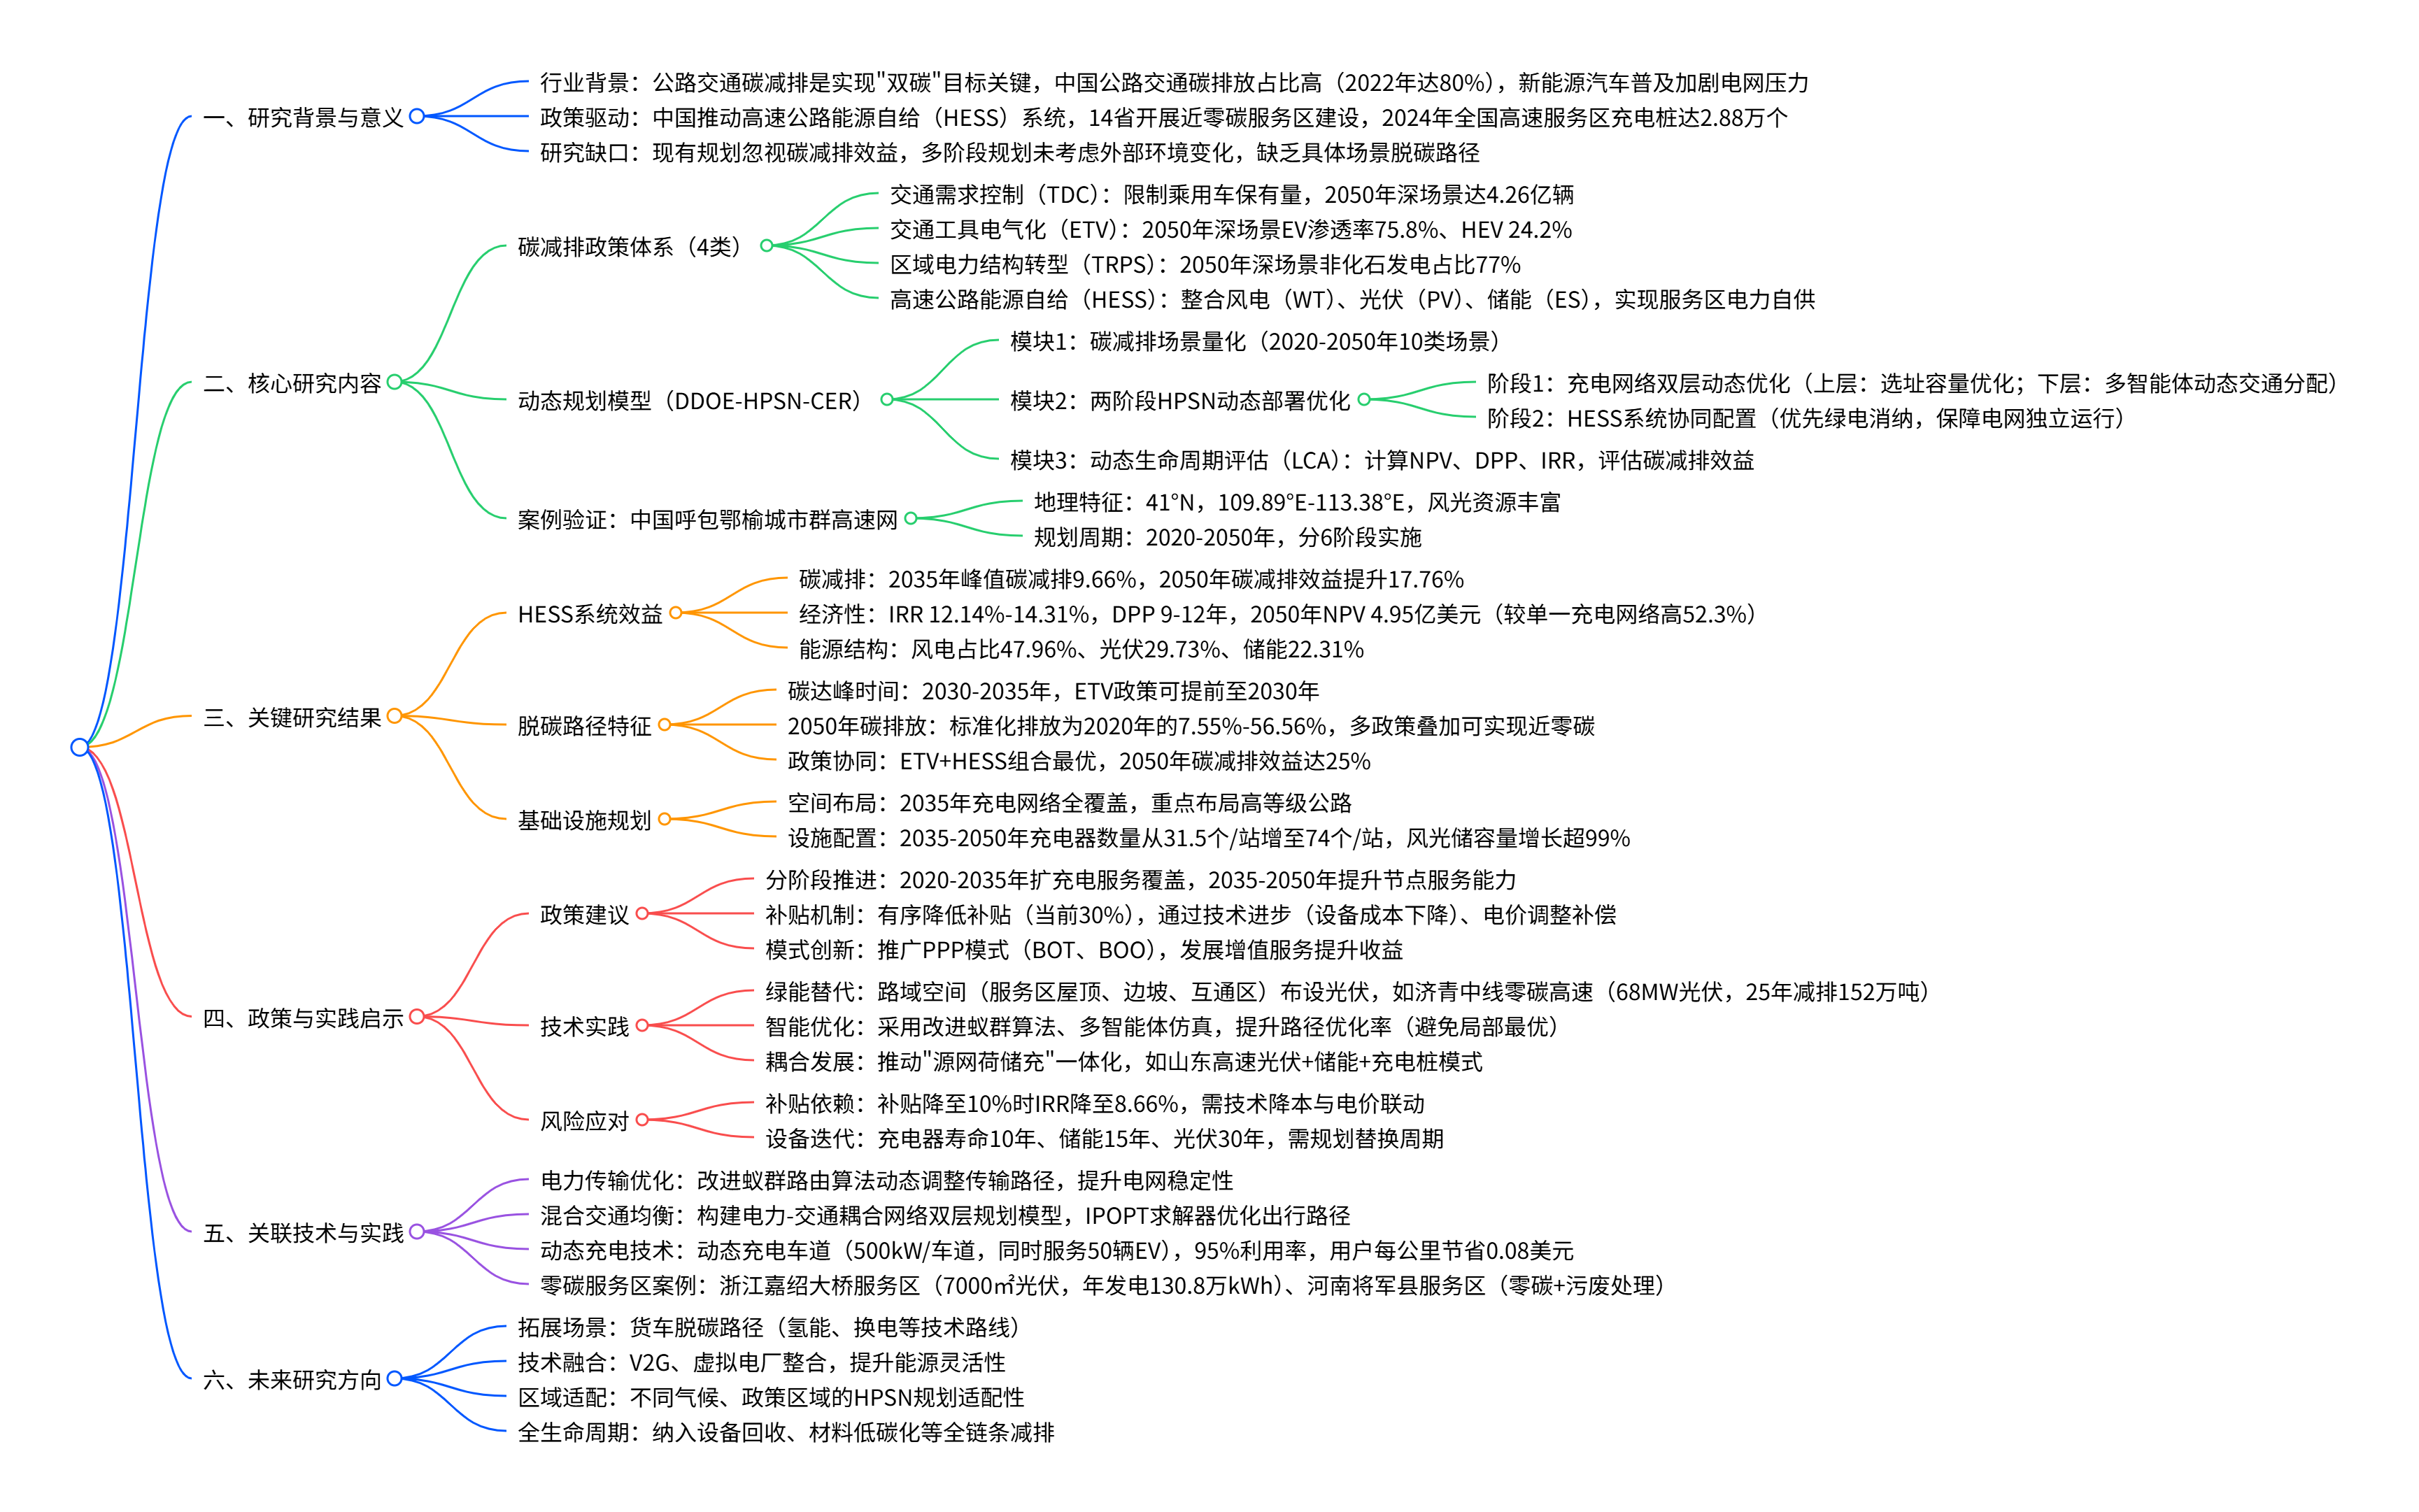 一、研究背景与意义
行业背景：公路交通碳减排是实现"双碳"目标关键，中国公路交通碳排放占比高（2022年达80%），新能源汽车普及加剧电网压力
政策驱动：中国推动高速公路能源自给（HESS）系统，14省开展近零碳服务区建设，2024年全国高速服务区充电桩达2.88万个
研究缺口：现有规划忽视碳减排效益，多阶段规划未考虑外部环境变化，缺乏具体场景脱碳路径
二、核心研究内容
碳减排政策体系（4类）
交通需求控制（TDC）：限制乘用车保有量，2050年深场景达4.26亿辆
交通工具电气化（ETV）：2050年深场景EV渗透率75.8%、HEV 24.2%
区域电力结构转型（TRPS）：2050年深场景非化石发电占比77%
高速公路能源自给（HESS）：整合风电（WT）、光伏（PV）、储能（ES），实现服务区电力自供
动态规划模型（DDOE-HPSN-CER）
模块1：碳减排场景量化（2020-2050年10类场景）
模块2：两阶段HPSN动态部署优化
阶段1：充电网络双层动态优化（上层：选址容量优化；下层：多智能体动态交通分配）
阶段2：HESS系统协同配置（优先绿电消纳，保障电网独立运行）
模块3：动态生命周期评估（LCA）：计算NPV、DPP、IRR，评估碳减排效益
案例验证：中国呼包鄂榆城市群高速网
地理特征：41°N，109.89°E-113.38°E，风光资源丰富
规划周期：2020-2050年，分6阶段实施
三、关键研究结果
HESS系统效益
碳减排：2035年峰值碳减排9.66%，2050年碳减排效益提升17.76%
经济性：IRR 12.14%-14.31%，DPP 9-12年，2050年NPV 4.95亿美元（较单一充电网络高52.3%）
能源结构：风电占比47.96%、光伏29.73%、储能22.31%
脱碳路径特征
碳达峰时间：2030-2035年，ETV政策可提前至2030年
2050年碳排放：标准化排放为2020年的7.55%-56.56%，多政策叠加可实现近零碳
政策协同：ETV+HESS组合最优，2050年碳减排效益达25%
基础设施规划
空间布局：2035年充电网络全覆盖，重点布局高等级公路
设施配置：2035-2050年充电器数量从31.5个/站增至74个/站，风光储容量增长超99%
四、政策与实践启示
政策建议
分阶段推进：2020-2035年扩充电服务覆盖，2035-2050年提升节点服务能力
补贴机制：有序降低补贴（当前30%），通过技术进步（设备成本下降）、电价调整补偿
模式创新：推广PPP模式（BOT、BOO），发展增值服务提升收益
技术实践
绿能替代：路域空间（服务区屋顶、边坡、互通区）布设光伏，如济青中线零碳高速（68MW光伏，25年减排152万吨）
智能优化：采用改进蚁群算法、多智能体仿真，提升路径优化率（避免局部最优）
耦合发展：推动"源网荷储充"一体化，如山东高速光伏+储能+充电桩模式
风险应对
补贴依赖：补贴降至10%时IRR降至8.66%，需技术降本与电价联动
设备迭代：充电器寿命10年、储能15年、光伏30年，需规划替换周期
五、关联技术与实践
电力传输优化：改进蚁群路由算法动态调整传输路径，提升电网稳定性
混合交通均衡：构建电力-交通耦合网络双层规划模型，IPOPT求解器优化出行路径
动态充电技术：动态充电车道（500kW/车道，同时服务50辆EV），95%利用率，用户每公里节省0.08美元
零碳服务区案例：浙江嘉绍大桥服务区（7000㎡光伏，年发电130.8万kWh）、河南将军县服务区（零碳+污废处理）
六、未来研究方向
拓展场景：货车脱碳路径（氢能、换电等技术路线）
技术融合：V2G、虚拟电厂整合，提升能源灵活性
区域适配：不同气候、政策区域的HPSN规划适配性
全生命周期：纳入设备回收、材料低碳化等全链条减排